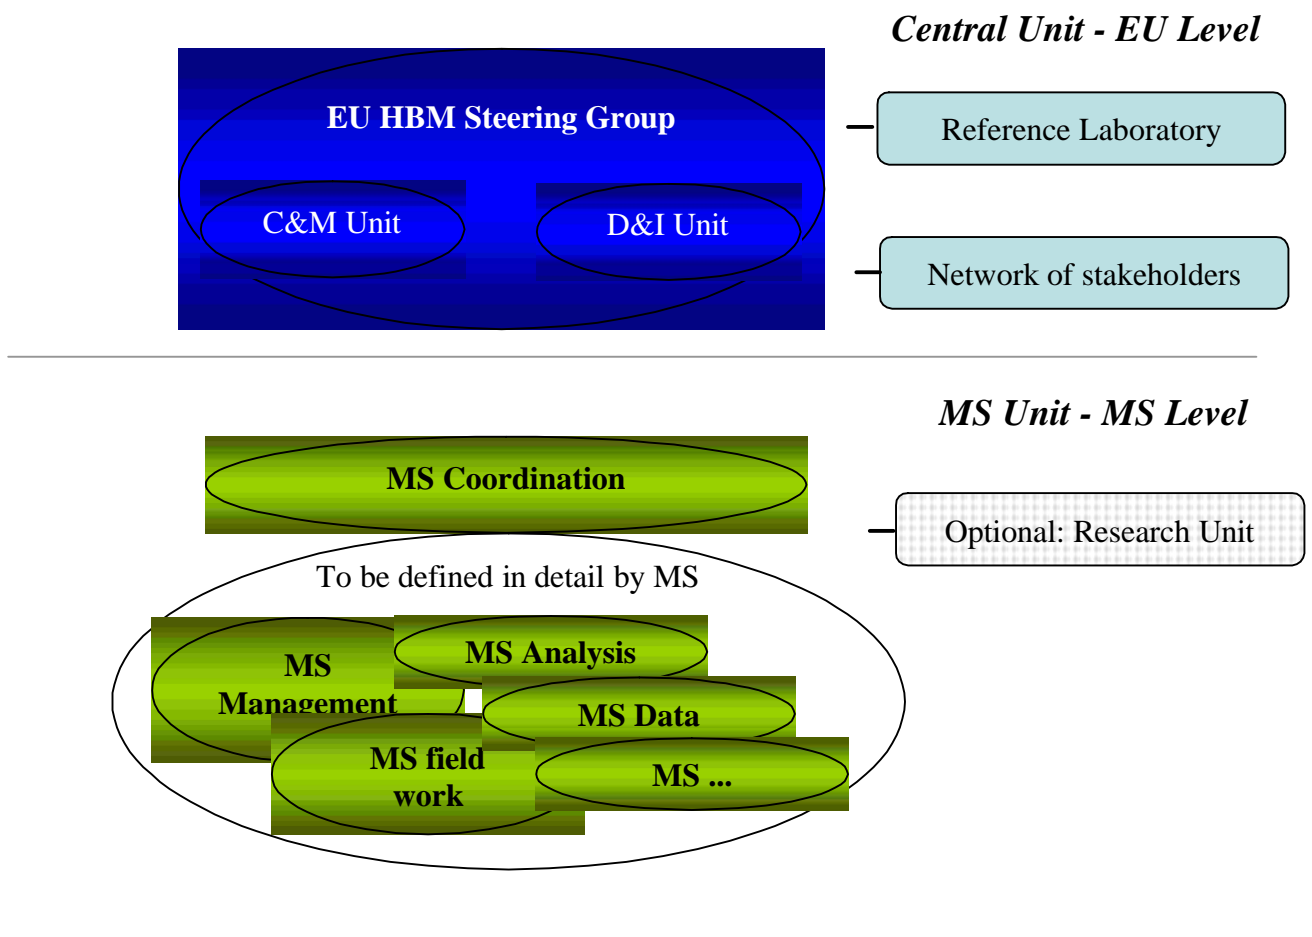 Central Unit - EU Level
EU HBM Steering Group
Reference Laboratory
C&M Unit
D&I Unit
Network of stakeholders
MS Unit - MS Level
MS Coordination
Optional: Research Unit
To be defined in detail by MS
MS Analysis
MS
Management
MS Data
MS field
work
MS ...